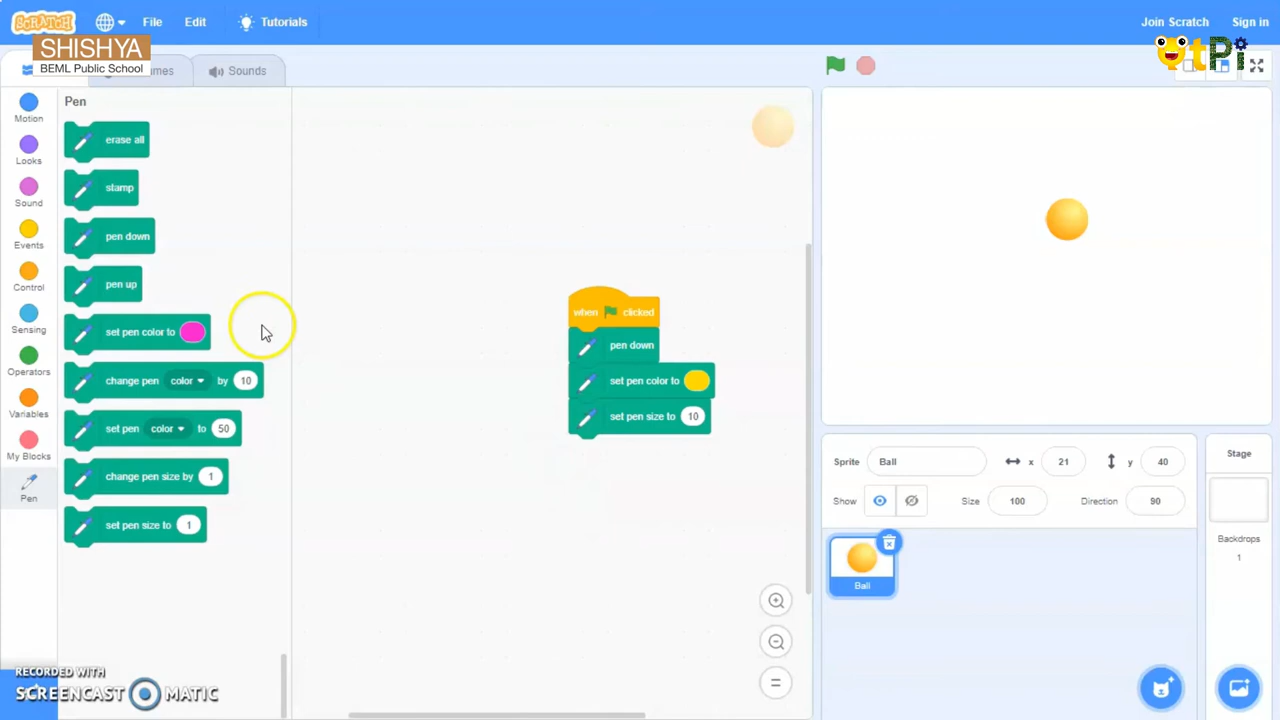 SCRATCH
File
Edit
Tutorials
Join Scratch
Sign in
SHISHYA
BEML Public School
mes
Sounds
OtPi
Motion
Looks
Sound
Events
Control
Sensing
Operators
Variables
My Blocks
Pen
Pen
erase all
stamp
pen down
pen up
set pen color to
change pen color by 10
set pen color to 50
change pen size by 1
set pen size to 1
when clicked
pen down
set pen color to
set pen size to 10
Sprite Ball x 21 y 40
Show Size 100 Direction 90
Ball
Stage
Backdrops
1
RECORDED WITH
SCREENCAST MATIC